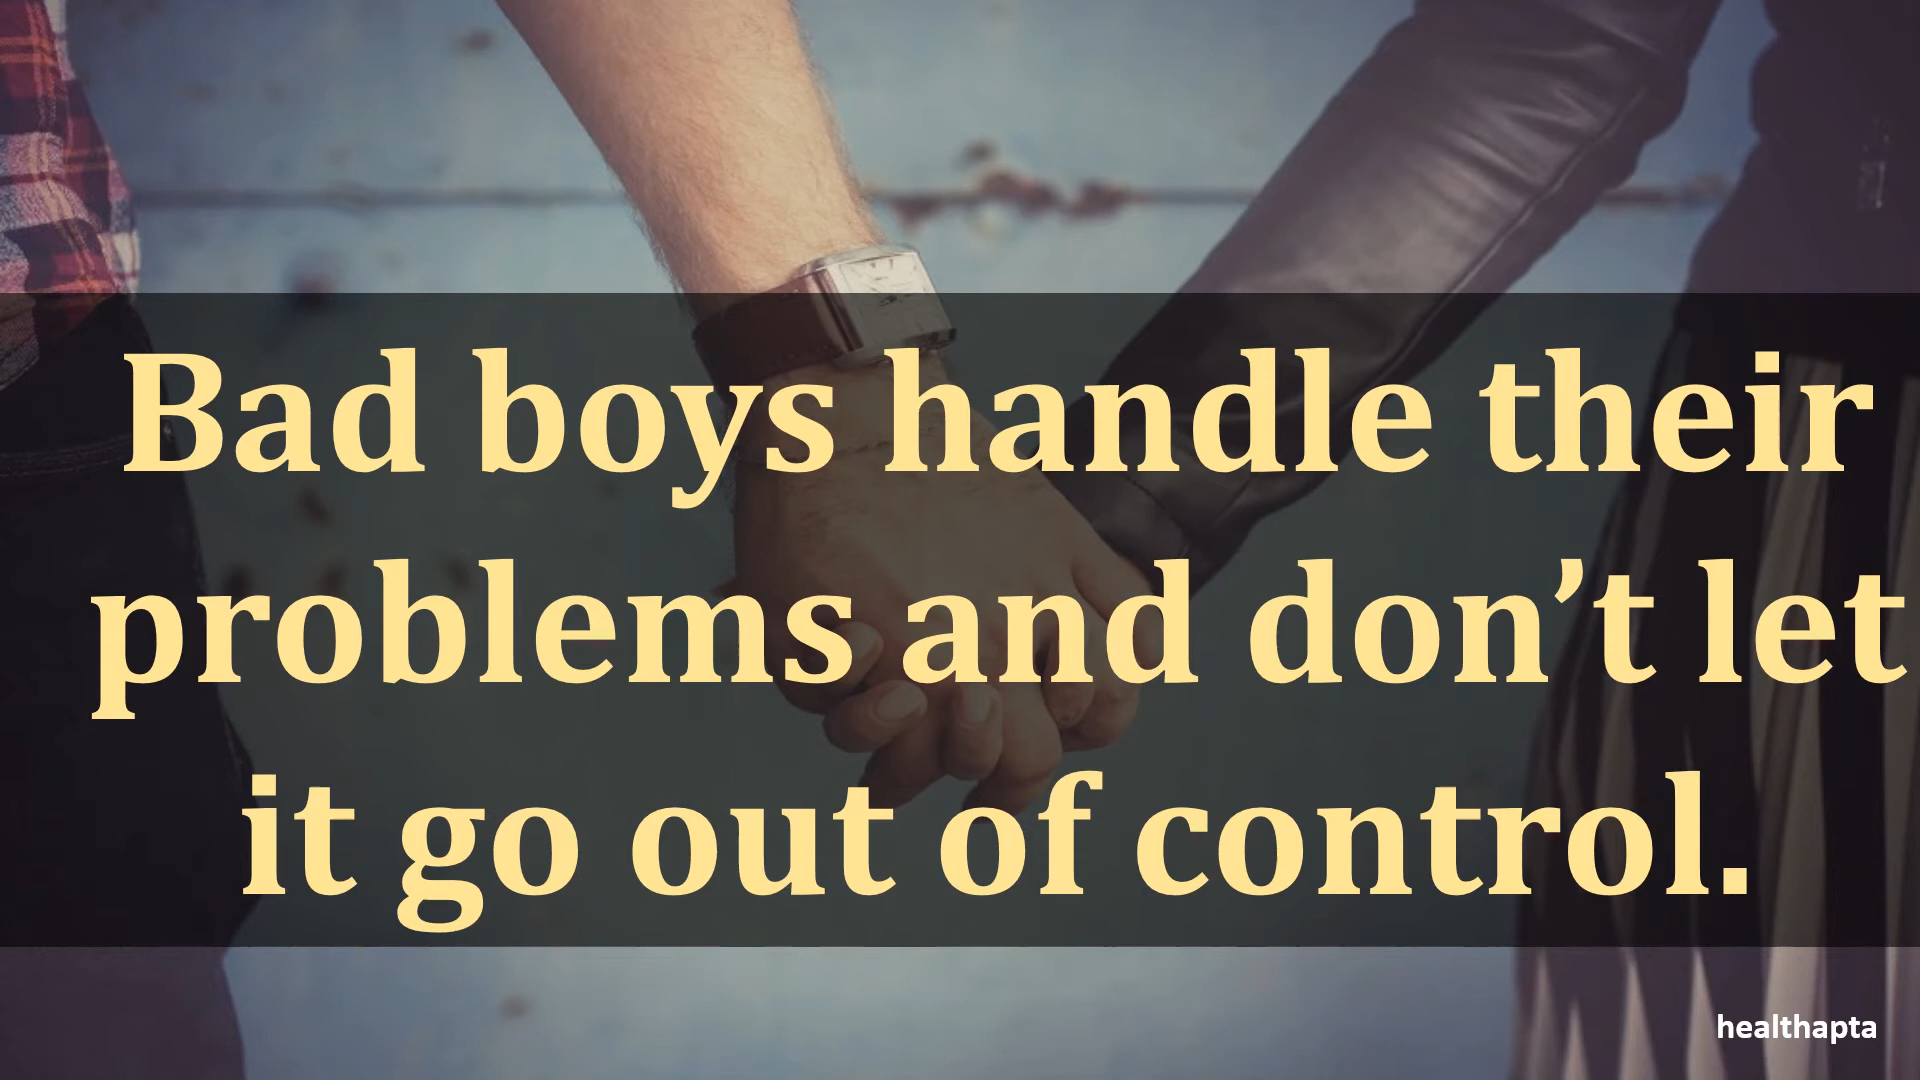 Bad boys handle their
problems and don’t let
it go out of control.
healthapta